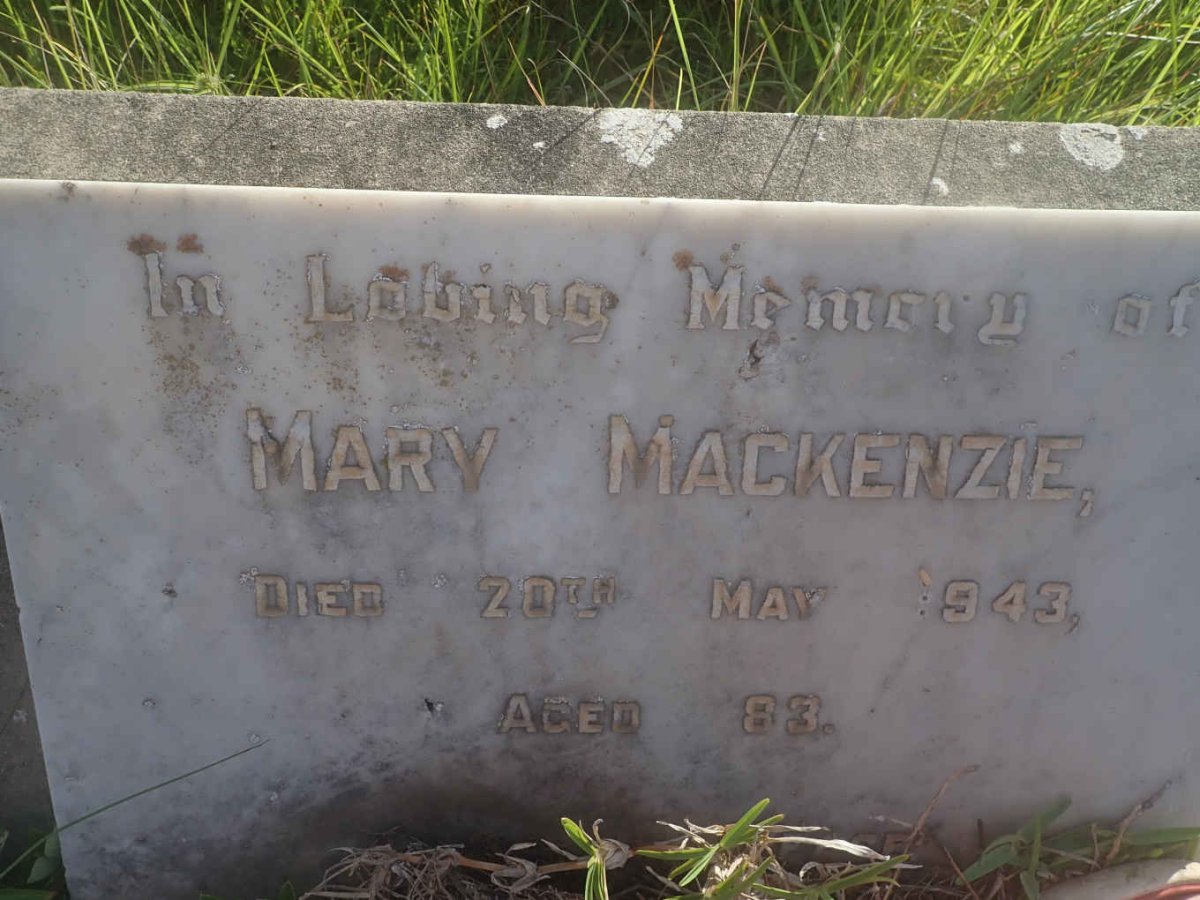 In Loving Memory of
MARY MACKENZIE,
DIED 20TH MAY 1943,
AGED 83.